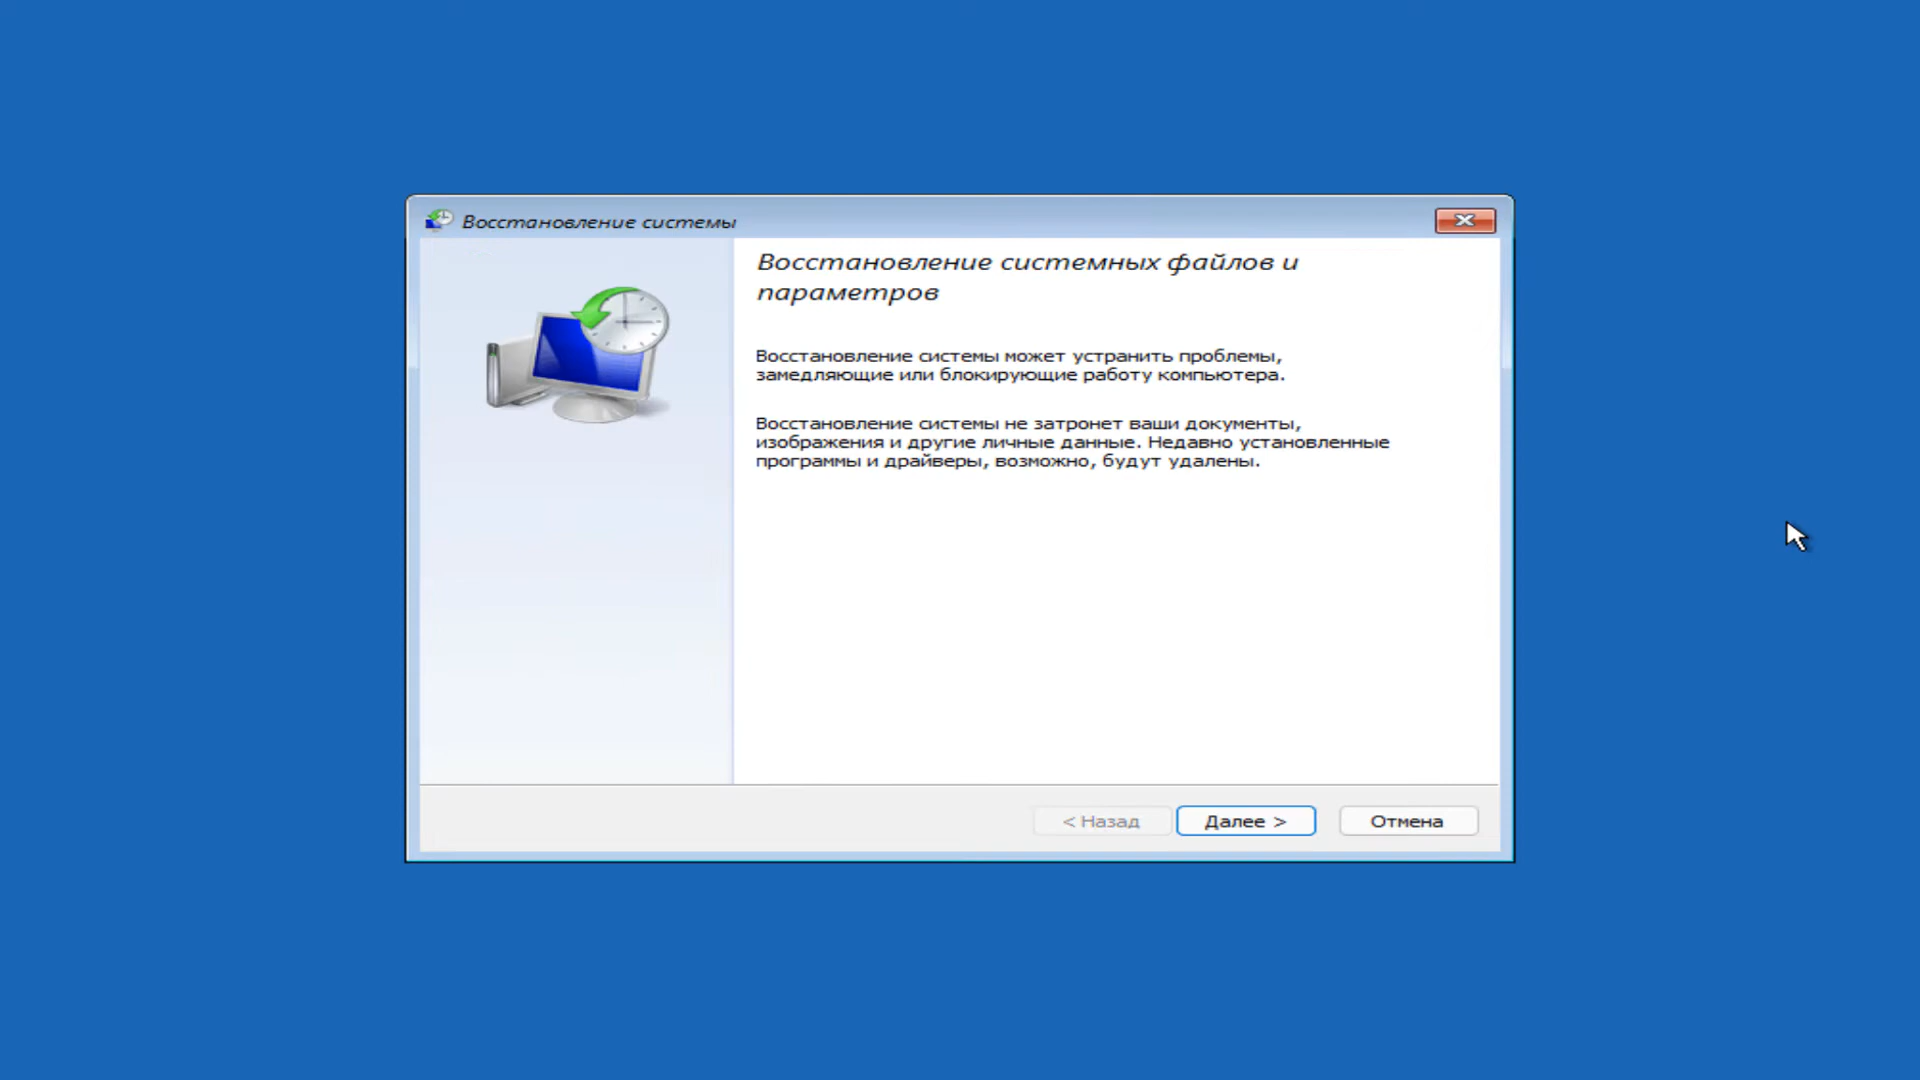 Восстановление системы
Восстановление системных файлов и
параметров
Восстановление системы может устранить проблемы,
замедляющие или блокирующие работу компьютера.
Восстановление системы не затронет ваши документы,
изображения и другие личные данные. Недавно установленные
программы и драйверы, возможно, будут удалены.
< Назад
Далее >
Отмена